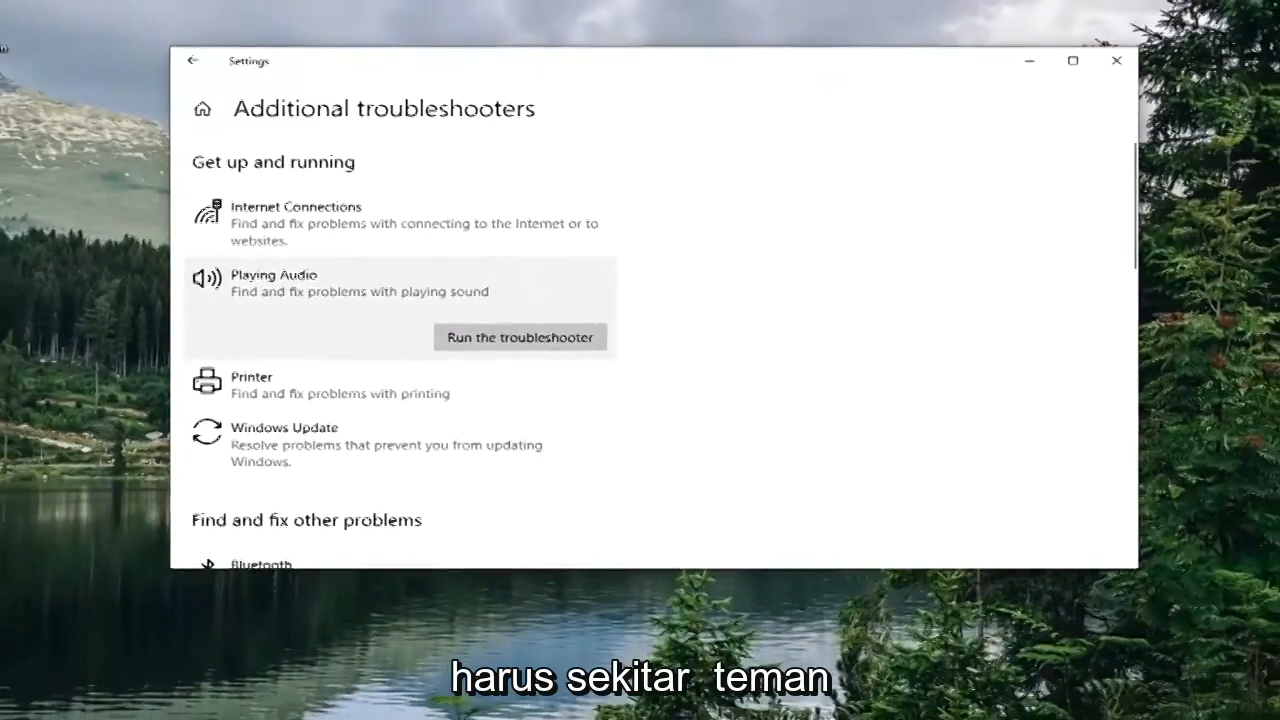 Settings
Additional troubleshooters
Get up and running
Internet Connections
Find and fix problems with connecting to the Internet or to
websites.
Playing Audio
Find and fix problems with playing sound
Run the troubleshooter
Printer
Find and fix problems with printing
Windows Update
Resolve problems that prevent you from updating
Windows.
Find and fix other problems
Bluetooth
harus sekitar teman